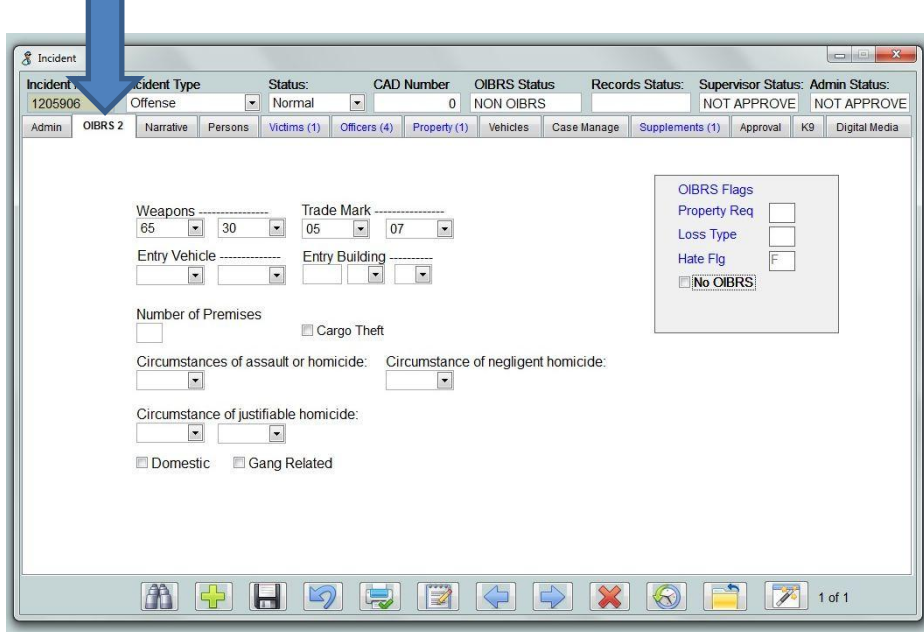 Incident
Incident Type Status: CAD Number OIBRS Status Records Status: Supervisor Status: Admin Status:
1205906 Offense Normal 0 NON OIBRS NOT APPROVE NOT APPROVE
Admin OIBRS 2 Narrative Persons Victims (1) Officers (4) Property (1) Vehicles Case Manage Supplements (1) Approval K9 Digital Media
OIBRS Flags
Weapons --------------- Trade Mark ----------------
Property Req
65 30 05 07
Loss Type
Entry Vehicle ------------- Entry Building ----------
Hate Flg F
No OIBRS
Number of Premises
Cargo Theft
Circumstances of assault or homicide: Circumstance of negligent homicide:
Circumstance of justifiable homicide:
Domestic Gang Related
1 of 1